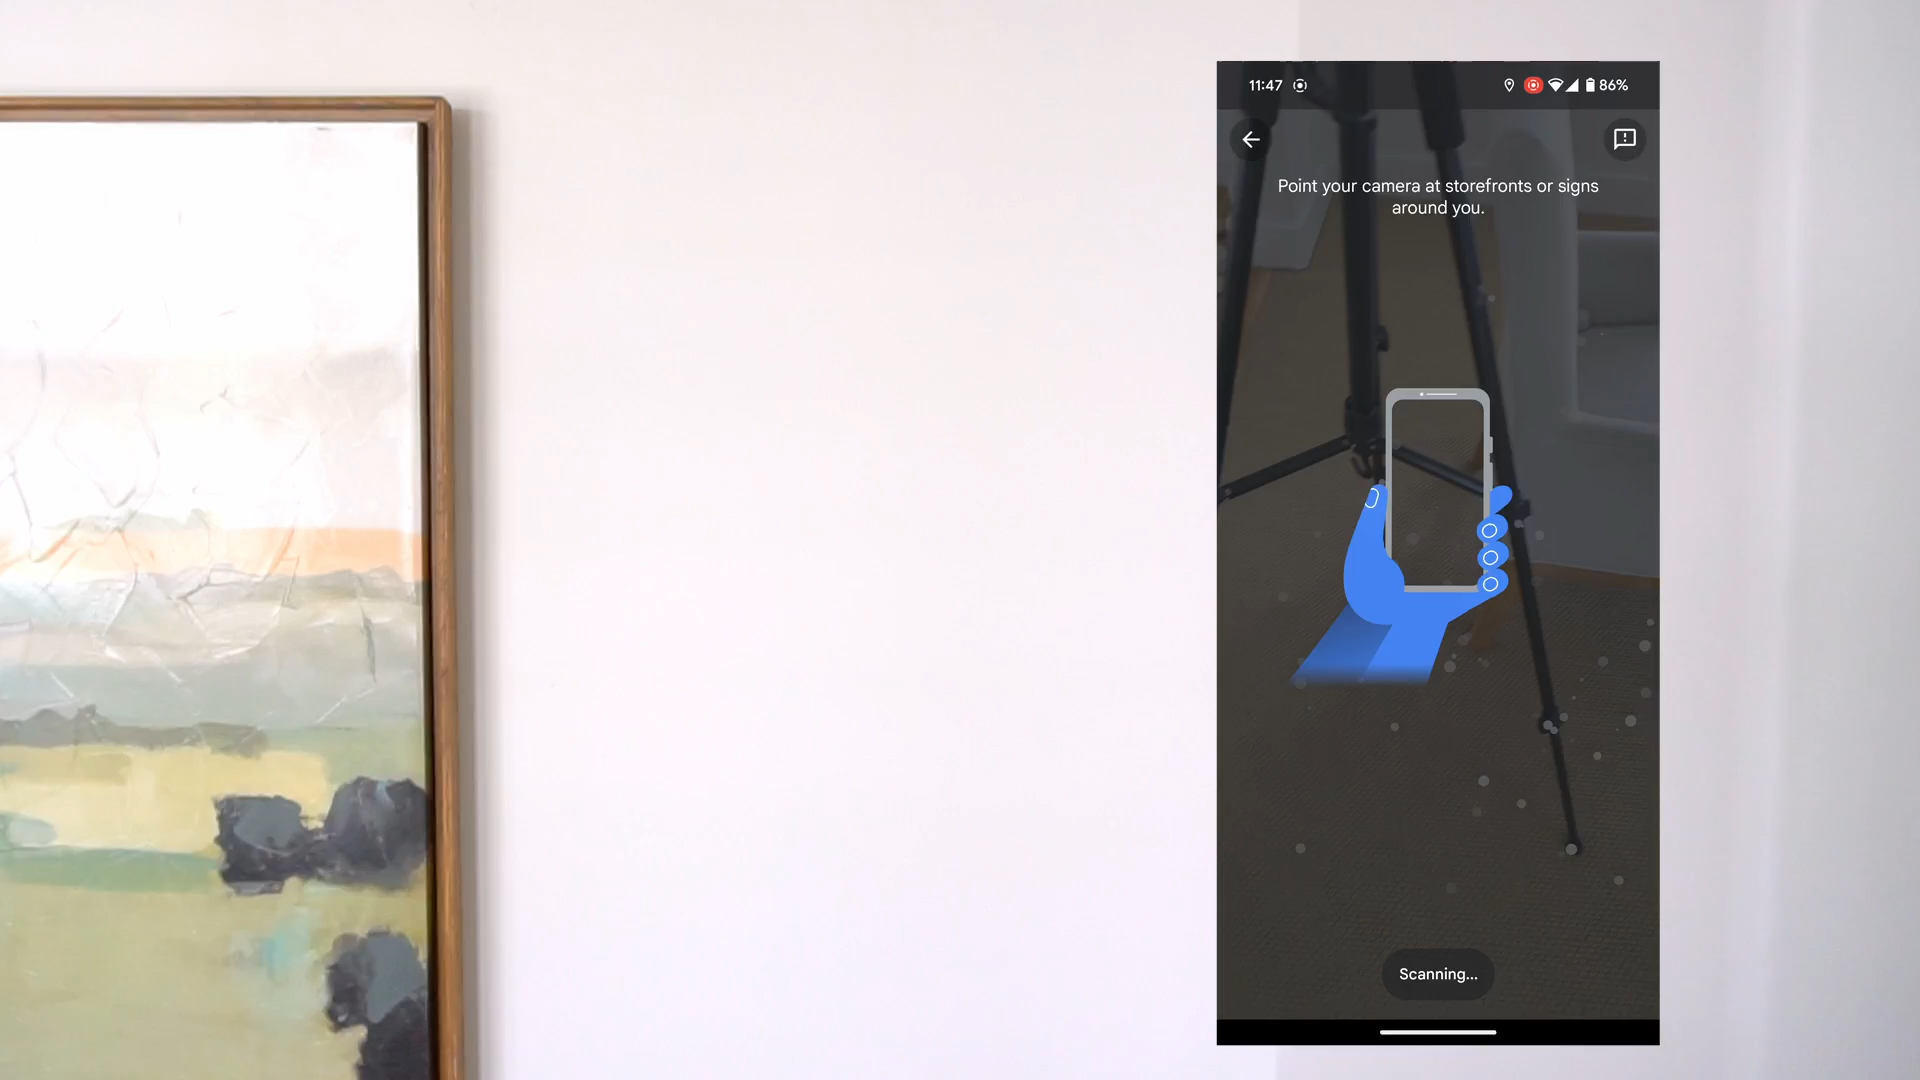 11:47
86%
Point your camera at storefronts or signs
around you.
Scanning...